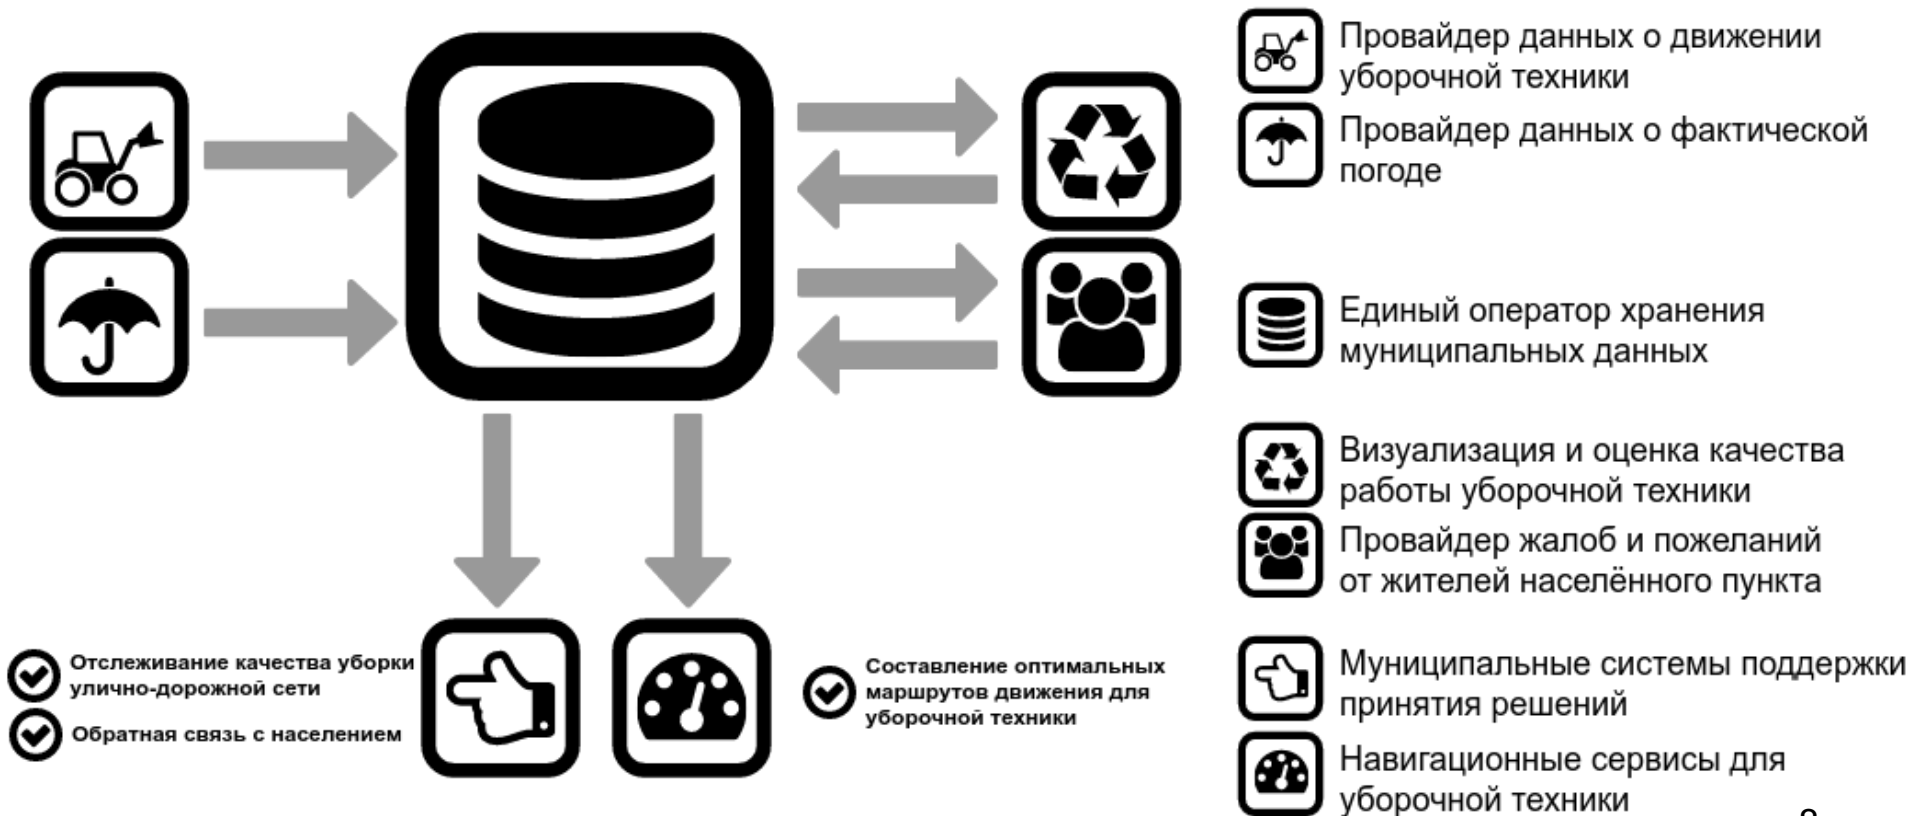 Провайдер данных о движении
уборочной техники
Провайдер данных о фактической
погоде
Единый оператор хранения
муниципальных данных
Визуализация и оценка качества
работы уборочной техники
Провайдер жалоб и пожеланий
от жителей населённого пункта
Муниципальные системы поддержки
принятия решений
Навигационные сервисы для
уборочной техники
Отслеживание качества уборки
улично-дорожной сети
Обратная связь с населением
Составление оптимальных
маршрутов движения для
уборочной техники